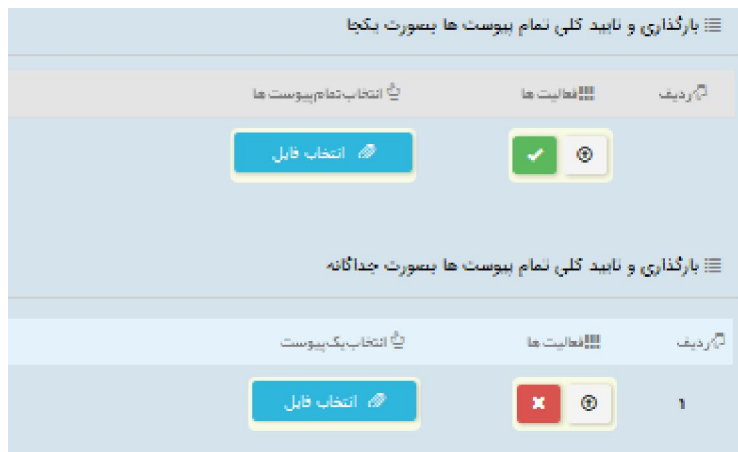 بارگذاری و تایید کلی تمام پیوست ها بصورت یکجا
ردیف فعالیت ها انتخاب تمام پیوست ها
انتخاب فایل
بارگذاری و تایید کلی تمام پیوست ها بصورت جداگانه
ردیف فعالیت ها انتخاب یک پیوست
۱ انتخاب فایل